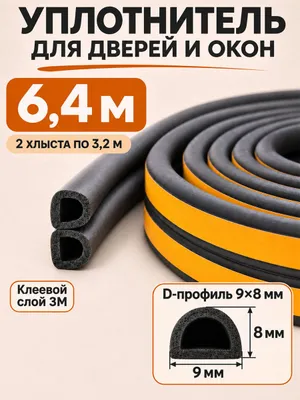 УПЛОТНИТЕЛЬ
ДЛЯ ДВЕРЕЙ И ОКОН
6,4 м
2 ХЛЫСТА ПО 3,2 М
Клеевой
слой 3М
D-профиль 9×8 мм
8 мм
9 мм